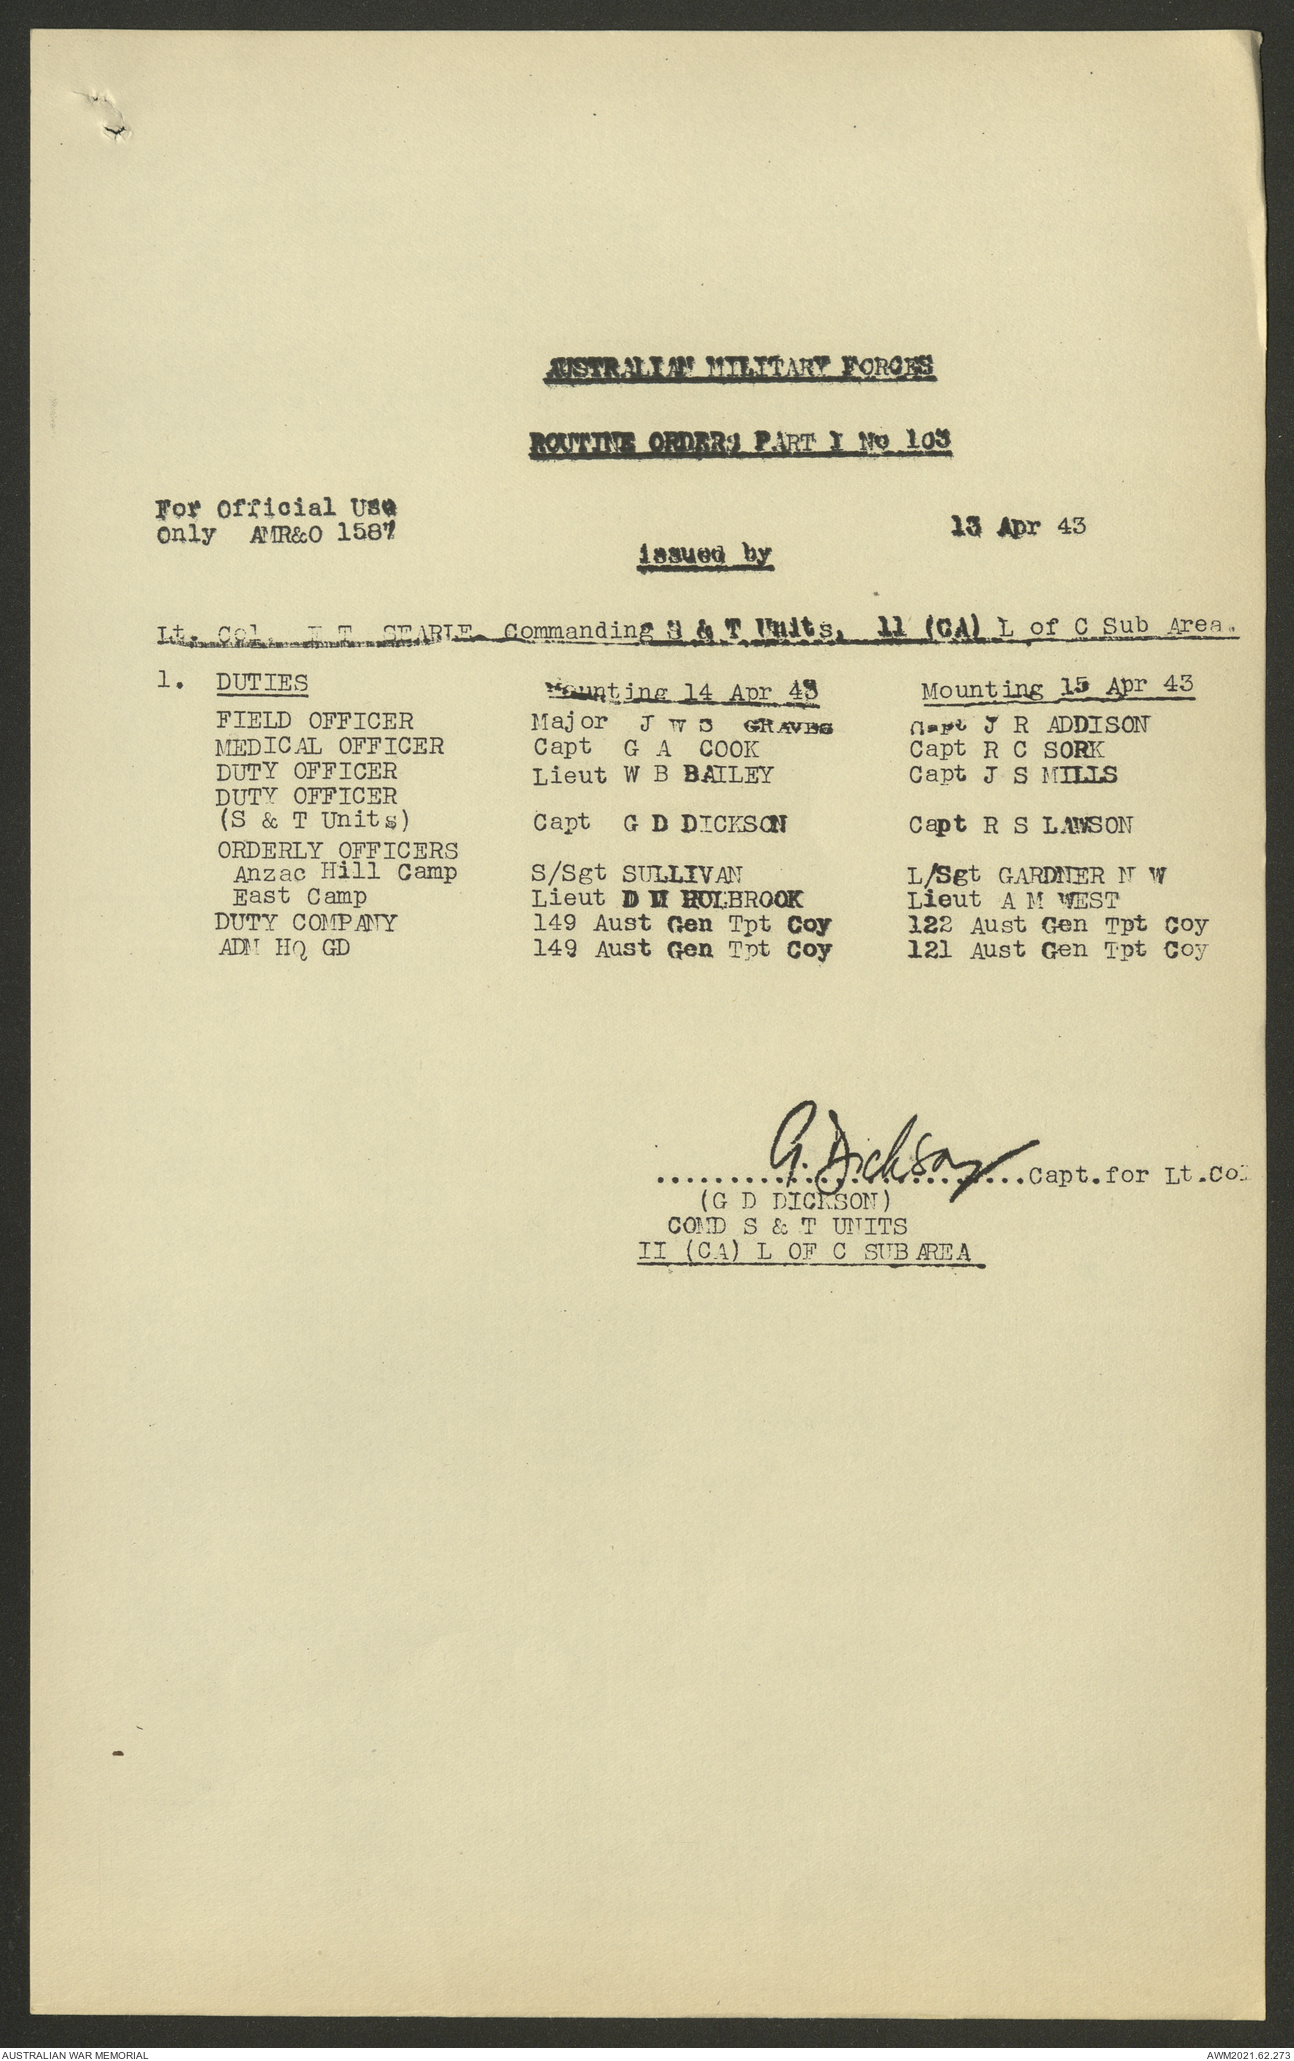 AUSTRALIAN MILITARY FORCES
ROUTINE ORDERS PART I No 103
For Official Use
Only AMR&O 1587
13 Apr 43
issued by
Lt. Col. E T SEARLE Commanding S & T Units, 11 (CA) L of C Sub Area.
1. DUTIES Mounting 14 Apr 43 Mounting 15 Apr 43
FIELD OFFICER Major J W S GRAVES Capt J R ADDISON
MEDICAL OFFICER Capt G A COOK Capt R C SORK
DUTY OFFICER Lieut W B BAILEY Capt J S MILLS
DUTY OFFICER
(S & T Units) Capt G D DICKSON Capt R S LAWSON
ORDERLY OFFICERS
Anzac Hill Camp S/Sgt SULLIVAN L/Sgt GARDNER N W
East Camp Lieut D M HOLBROOK Lieut A M WEST
DUTY COMPANY 149 Aust Gen Tpt Coy 122 Aust Gen Tpt Coy
ADM HQ GD 149 Aust Gen Tpt Coy 121 Aust Gen Tpt Coy
G. Dickson
.........................Capt.for Lt.Col
(G D DICKSON)
COMD S & T UNITS
II (CA) L OF C SUB AREA
AUSTRALIAN WAR MEMORIAL
AWM2021.62.273